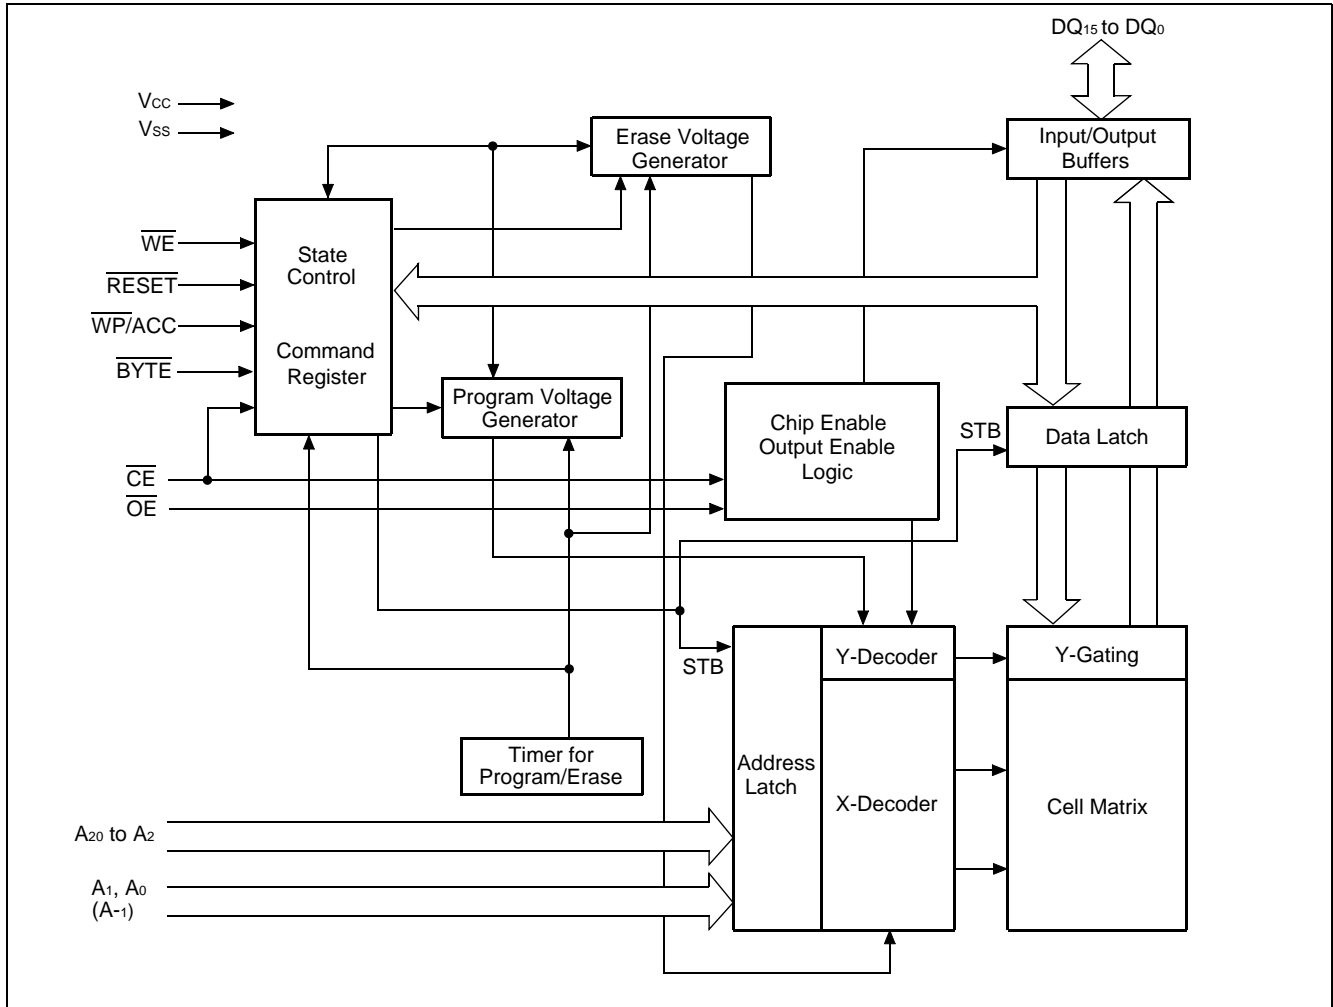 DQ15 to DQ0
VCC
VSS
Erase Voltage
Generator
Input/Output
Buffers
WE
RESET
WP/ACC
BYTE
CE
OE
State
Control
Command
Register
Program Voltage
Generator
Chip Enable
Output Enable
Logic
STB
Data Latch
STB
Y-Decoder
Y-Gating
Timer for
Program/Erase
Address
Latch
X-Decoder
Cell Matrix
A20 to A2
A1, A0
(A-1)